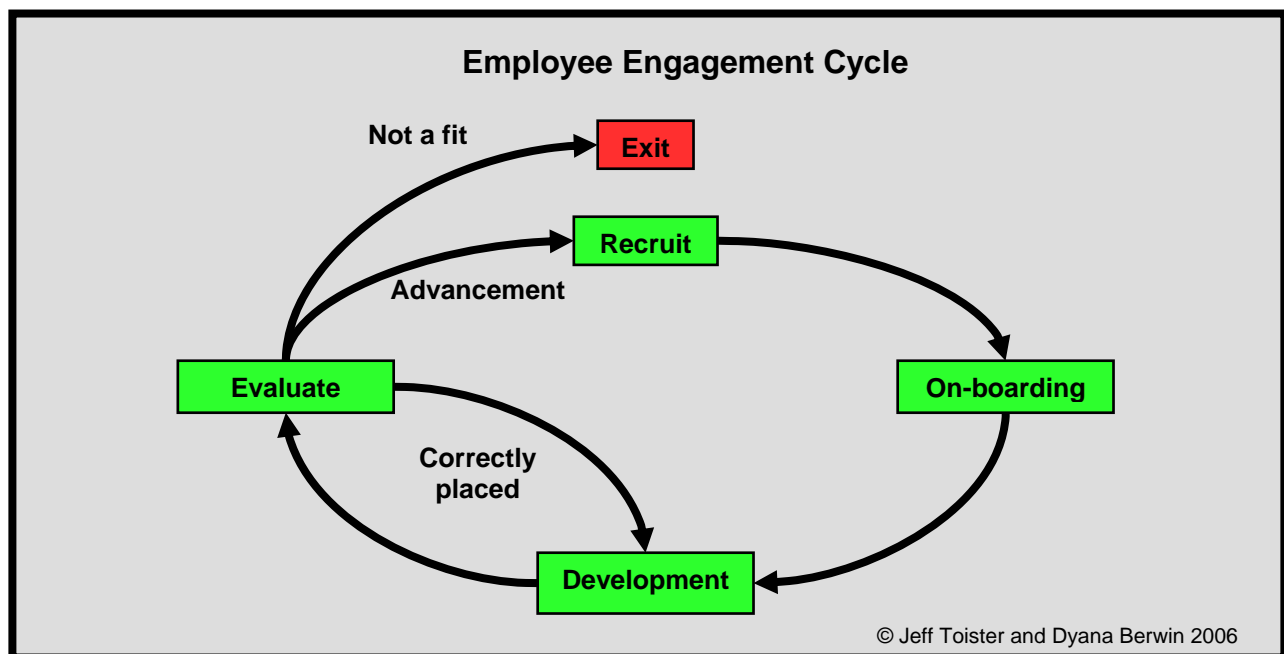 Employee Engagement Cycle
Not a fit
Exit
Recruit
Advancement
Evaluate
On-boarding
Correctly
placed
Development
© Jeff Toister and Dyana Berwin 2006